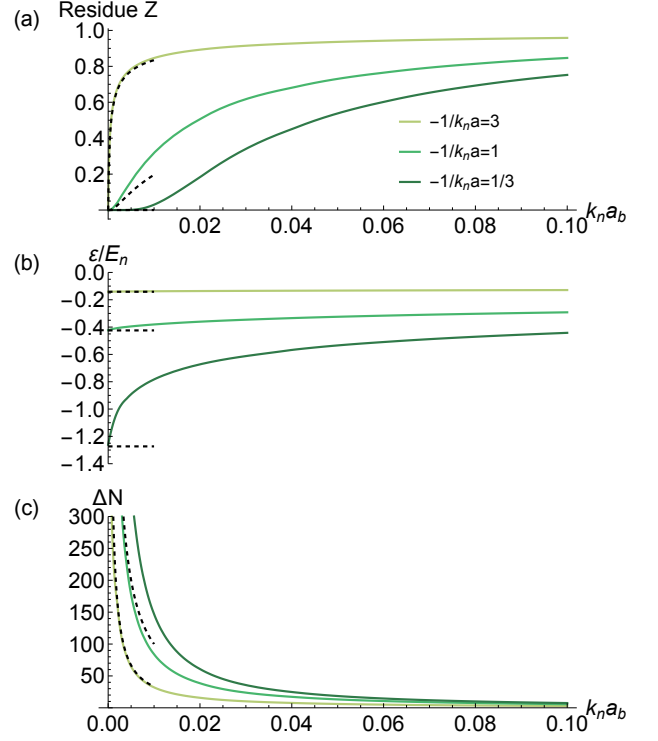 (a)
Residue Z
1.0
0.8
0.6
0.4
0.2
−1/kₙa=3
−1/kₙa=1
−1/kₙa=1/3
0.02 0.04 0.06 0.08 0.10
kₙa_b
(b)
ε/Eₙ
0.0
−0.2
−0.4
−0.6
−0.8
−1.0
−1.2
−1.4
(c)
ΔN
300
250
200
150
100
50
0.00 0.02 0.04 0.06 0.08 0.10
kₙa_b